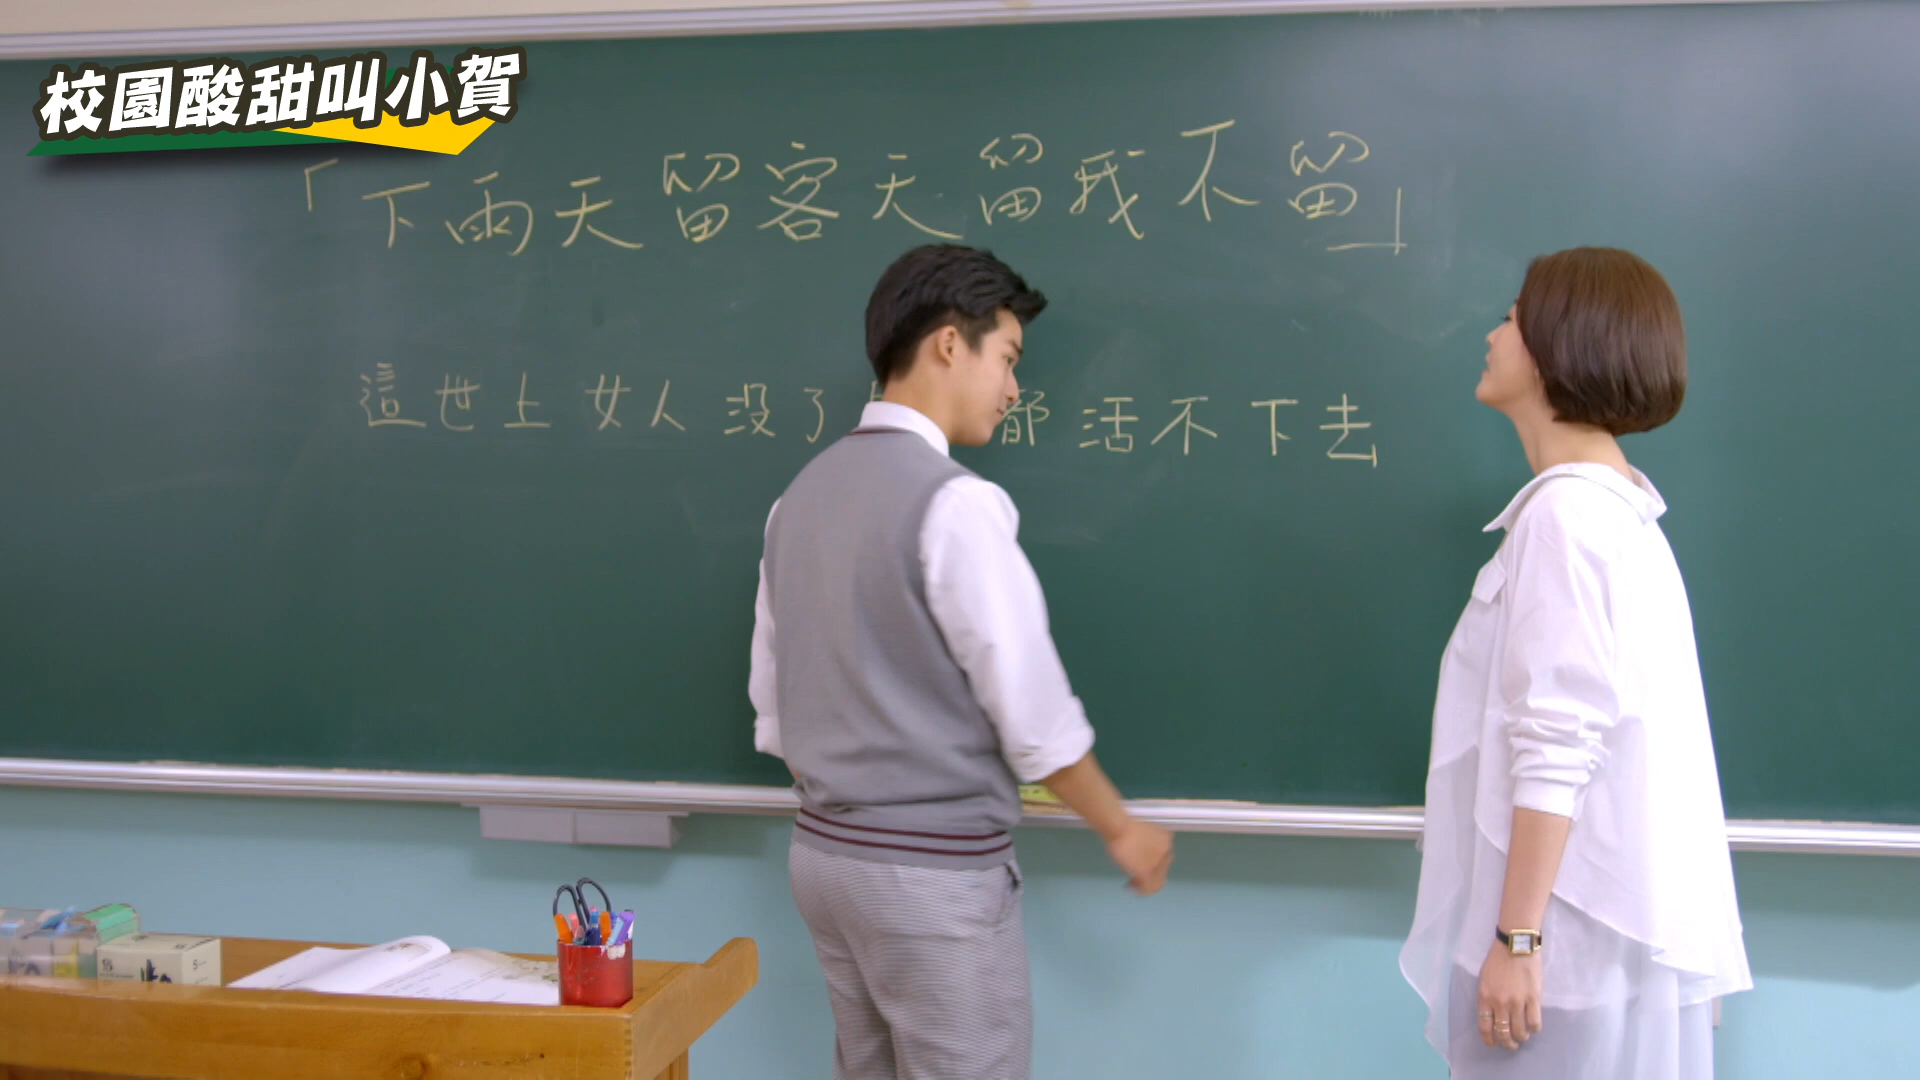 校園酸甜叫小賀
「下雨天留客天留我不留」
這世上女人沒了 都活不下去